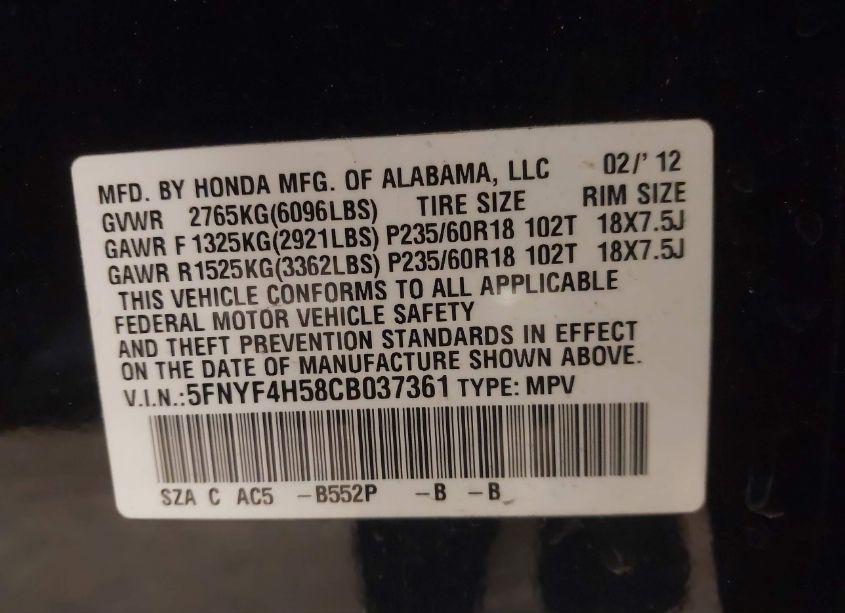 MFD. BY HONDA MFG. OF ALABAMA, LLC 02/' 12
GVWR 2765KG(6096LBS) TIRE SIZE RIM SIZE
GAWR F 1325KG(2921LBS) P235/60R18 102T 18X7.5J
GAWR R1525KG(3362LBS) P235/60R18 102T 18X7.5J
THIS VEHICLE CONFORMS TO ALL APPLICABLE
FEDERAL MOTOR VEHICLE SAFETY
AND THEFT PREVENTION STANDARDS IN EFFECT
ON THE DATE OF MANUFACTURE SHOWN ABOVE.
V.I.N.:5FNYF4H58CB037361 TYPE: MPV
SZA C AC5 -B552P -B -B